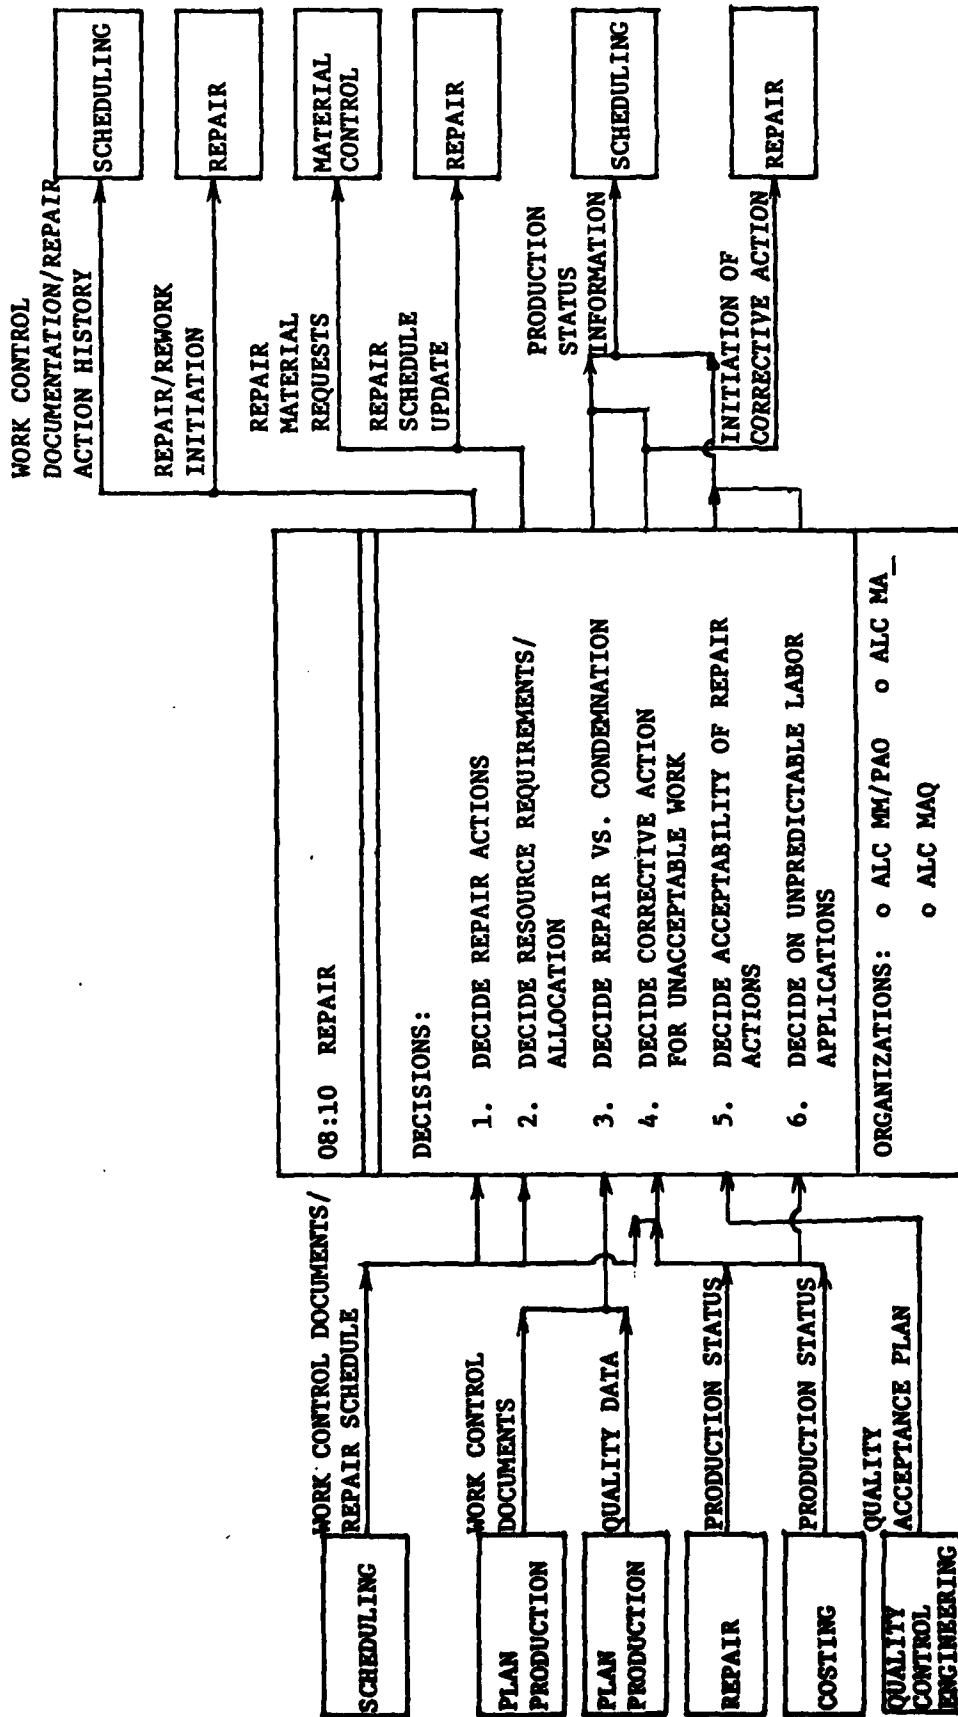 SCHEDULING
WORK CONTROL DOCUMENTS/
REPAIR SCHEDULE
PLAN
PRODUCTION
WORK CONTROL
DOCUMENTS
PLAN
PRODUCTION
QUALITY DATA
REPAIR
PRODUCTION STATUS
COSTING
PRODUCTION STATUS
QUALITY
CONTROL
ENGINEERING
QUALITY
ACCEPTANCE PLAN
08:10 REPAIR
DECISIONS:
1. DECIDE REPAIR ACTIONS
2. DECIDE RESOURCE REQUIREMENTS/
ALLOCATION
3. DECIDE REPAIR VS. CONDEMNATION
4. DECIDE CORRECTIVE ACTION
FOR UNACCEPTABLE WORK
5. DECIDE ACCEPTABILITY OF REPAIR
ACTIONS
6. DECIDE ON UNPREDICTABLE LABOR
APPLICATIONS
ORGANIZATIONS: o ALC MM/PAO o ALC MA_
o ALC MAQ
WORK CONTROL
DOCUMENTATION/REPAIR
ACTION HISTORY
SCHEDULING
REPAIR/REWORK
INITIATION
REPAIR
REPAIR
MATERIAL
REQUESTS
MATERIAL
CONTROL
REPAIR
SCHEDULE
UPDATE
REPAIR
PRODUCTION
STATUS
INFORMATION
SCHEDULING
INITIATION OF
CORRECTIVE ACTION
REPAIR